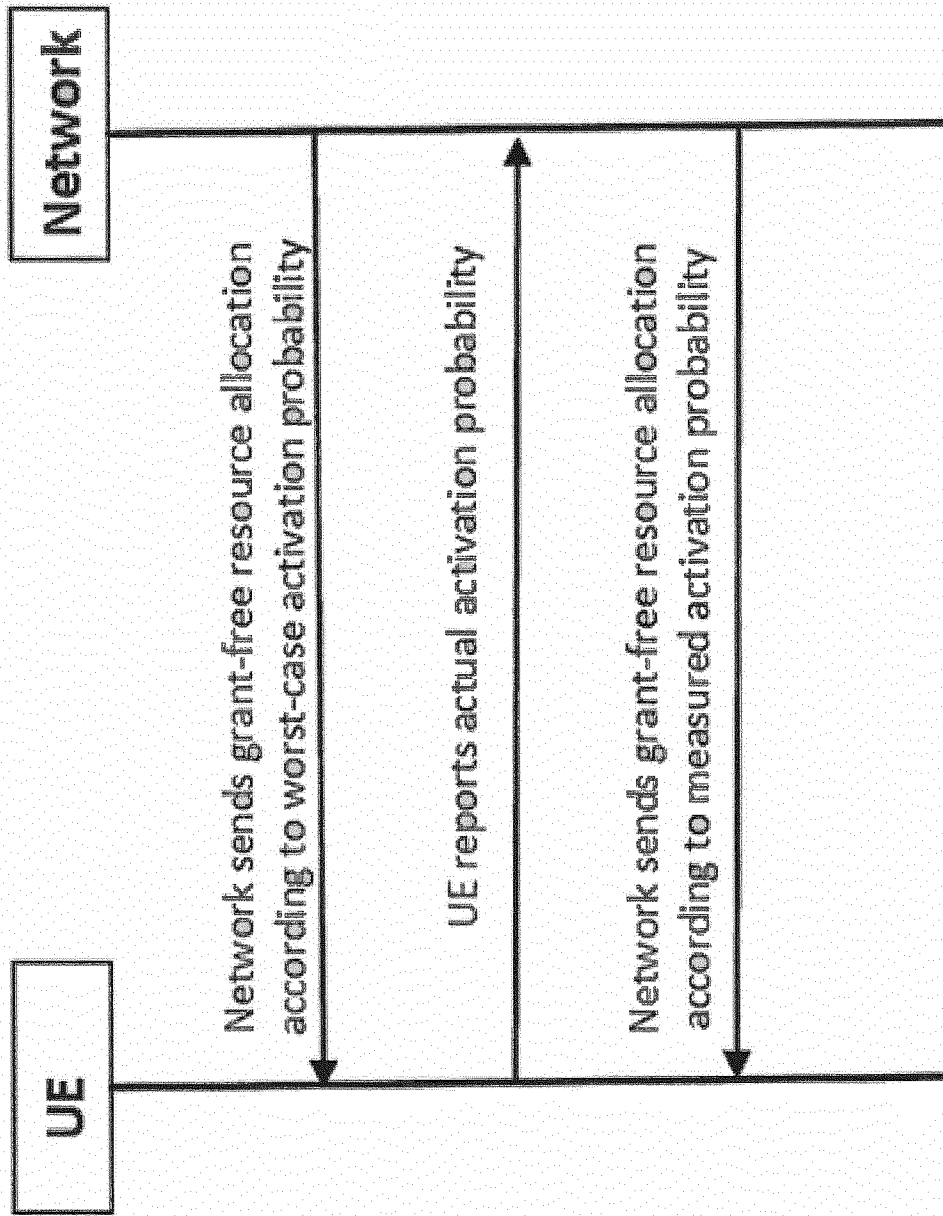 UE
Network
Network sends grant-free resource allocation
according to worst-case activation probability
UE reports actual activation probability
Network sends grant-free resource allocation
according to measured activation probability